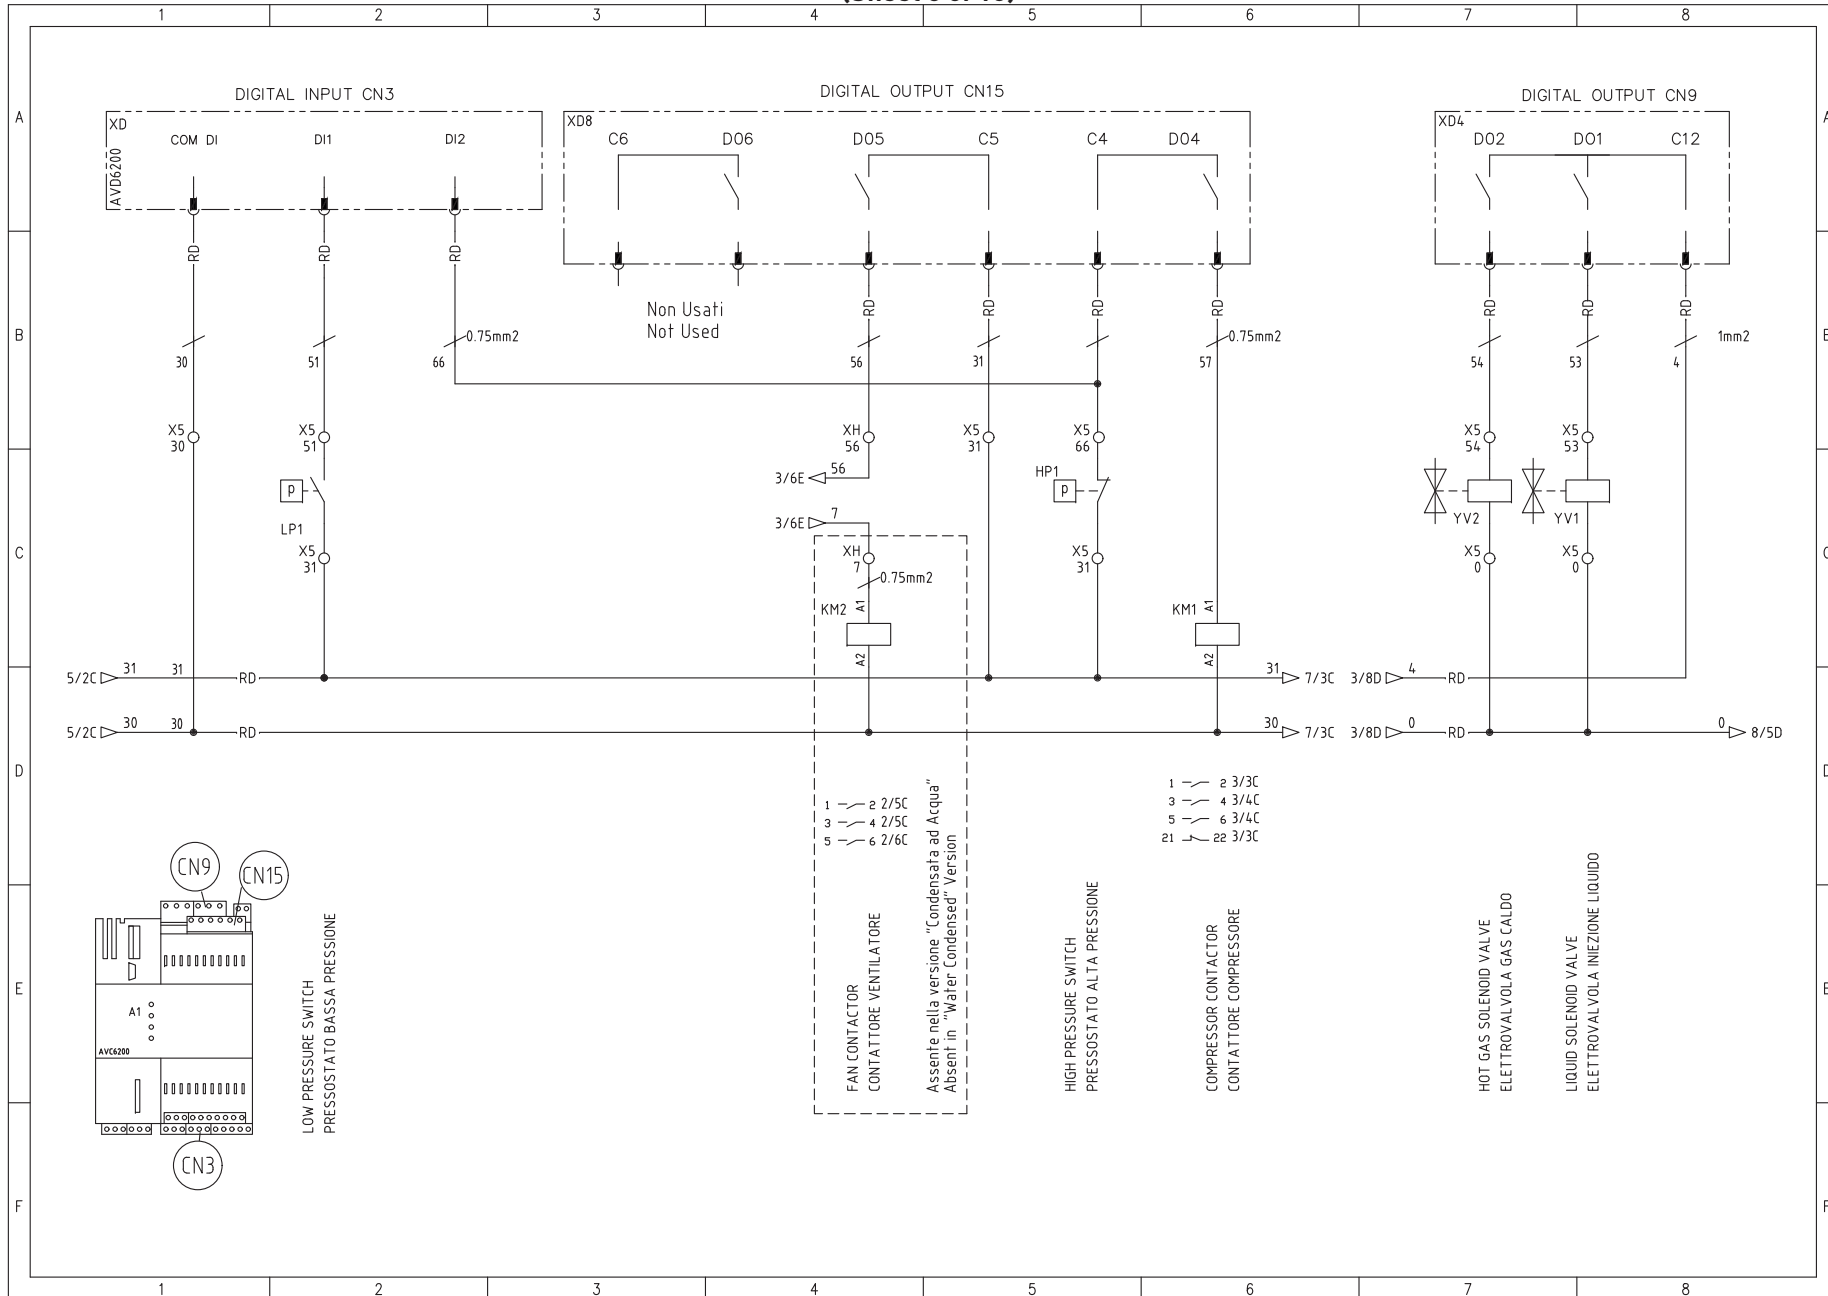 1 2 3 4 5 6 7 8
A
B
C
D
E
F
DIGITAL INPUT CN3
XD
AVD6200
COM DI
DI1
DI2
RD
RD
RD
30
51
66
0.75mm2
X5
30
X5
51
P
LP1
X5
31
DIGITAL OUTPUT CN15
XD8
C6
DO6
DO5
C5
C4
DO4
Non Usati
Not Used
RD
RD
RD
RD
56
31
57
0.75mm2
XH
56
X5
31
X5
66
3/6E
56
3/6E
7
HP1
P
XH
7
0.75mm2
X5
31
KM2
A1
A2
KM1
A1
A2
DIGITAL OUTPUT CN9
XD4
DO2
DO1
C12
RD
RD
RD
54
53
4
1mm2
X5
54
X5
53
YV2
YV1
X5
0
X5
0
5/2C
31
31
RD
31
7/3C
3/8D
4
RD
5/2C
30
30
RD
30
7/3C
3/8D
0
RD
0
8/5D
1 2 2/5C
3 4 2/5C
5 6 2/6C
1 2 3/3C
3 4 3/4C
5 6 3/4C
21 22 3/3C
CN9
CN15
A1
AVC6200
CN3
LOW PRESSURE SWITCH
PRESSOSTATO BASSA PRESSIONE
FAN CONTACTOR
CONTATTORE VENTILATORE
Assente nella versione "Condensata ad Acqua"
Absent in "Water Condensed" Version
HIGH PRESSURE SWITCH
PRESSOSTATO ALTA PRESSIONE
COMPRESSOR CONTACTOR
CONTATTORE COMPRESSORE
HOT GAS SOLENOID VALVE
ELETTROVALVOLA GAS CALDO
LIQUID SOLENOID VALVE
ELETTROVALVOLA INIEZIONE LIQUIDO
1 2 3 4 5 6 7 8